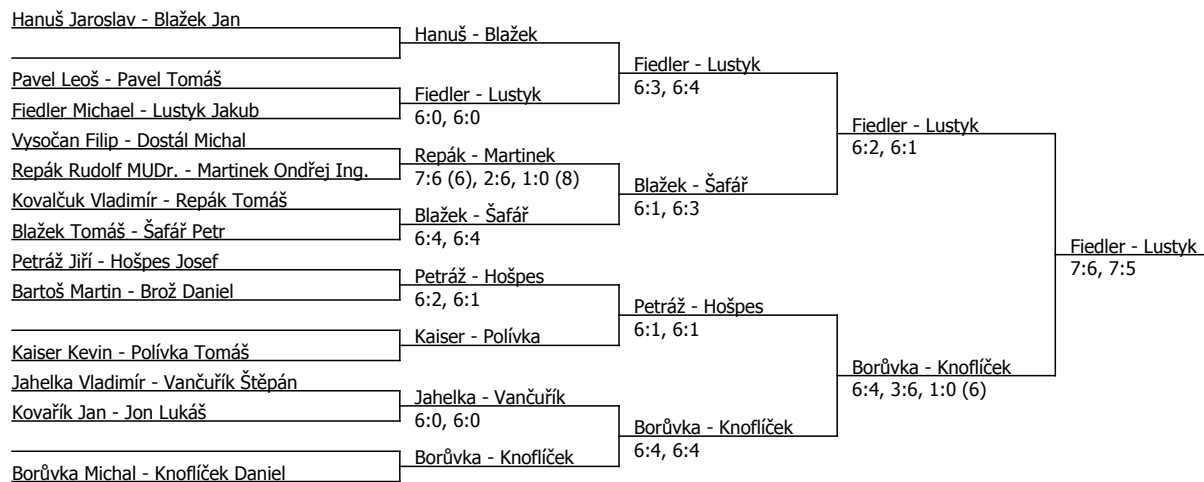 Hanuš Jaroslav - Blažek Jan
Pavel Leoš - Pavel Tomáš
Fiedler Michael - Lustyk Jakub
Vysočan Filip - Dostál Michal
Repák Rudolf MUDr. - Martinek Ondřej Ing.
Kovalčuk Vladimír - Repák Tomáš
Blažek Tomáš - Šafář Petr
Petráž Jiří - Hošpes Josef
Bartoš Martin - Brož Daniel
Kaiser Kevin - Polívka Tomáš
Jahelka Vladimír - Vančuřík Štěpán
Kovařík Jan - Jon Lukáš
Borůvka Michal - Knoflíček Daniel
Hanuš - Blažek
Fiedler - Lustyk
6:0, 6:0
Repák - Martinek
7:6 (6), 2:6, 1:0 (8)
Blažek - Šafář
6:4, 6:4
Petráž - Hošpes
6:2, 6:1
Kaiser - Polívka
Jahelka - Vančuřík
6:0, 6:0
Borůvka - Knoflíček
Fiedler - Lustyk
6:3, 6:4
Blažek - Šafář
6:1, 6:3
Petráž - Hošpes
6:1, 6:1
Borůvka - Knoflíček
6:4, 6:4
Fiedler - Lustyk
6:2, 6:1
Borůvka - Knoflíček
6:4, 3:6, 1:0 (6)
Fiedler - Lustyk
7:6, 7:5